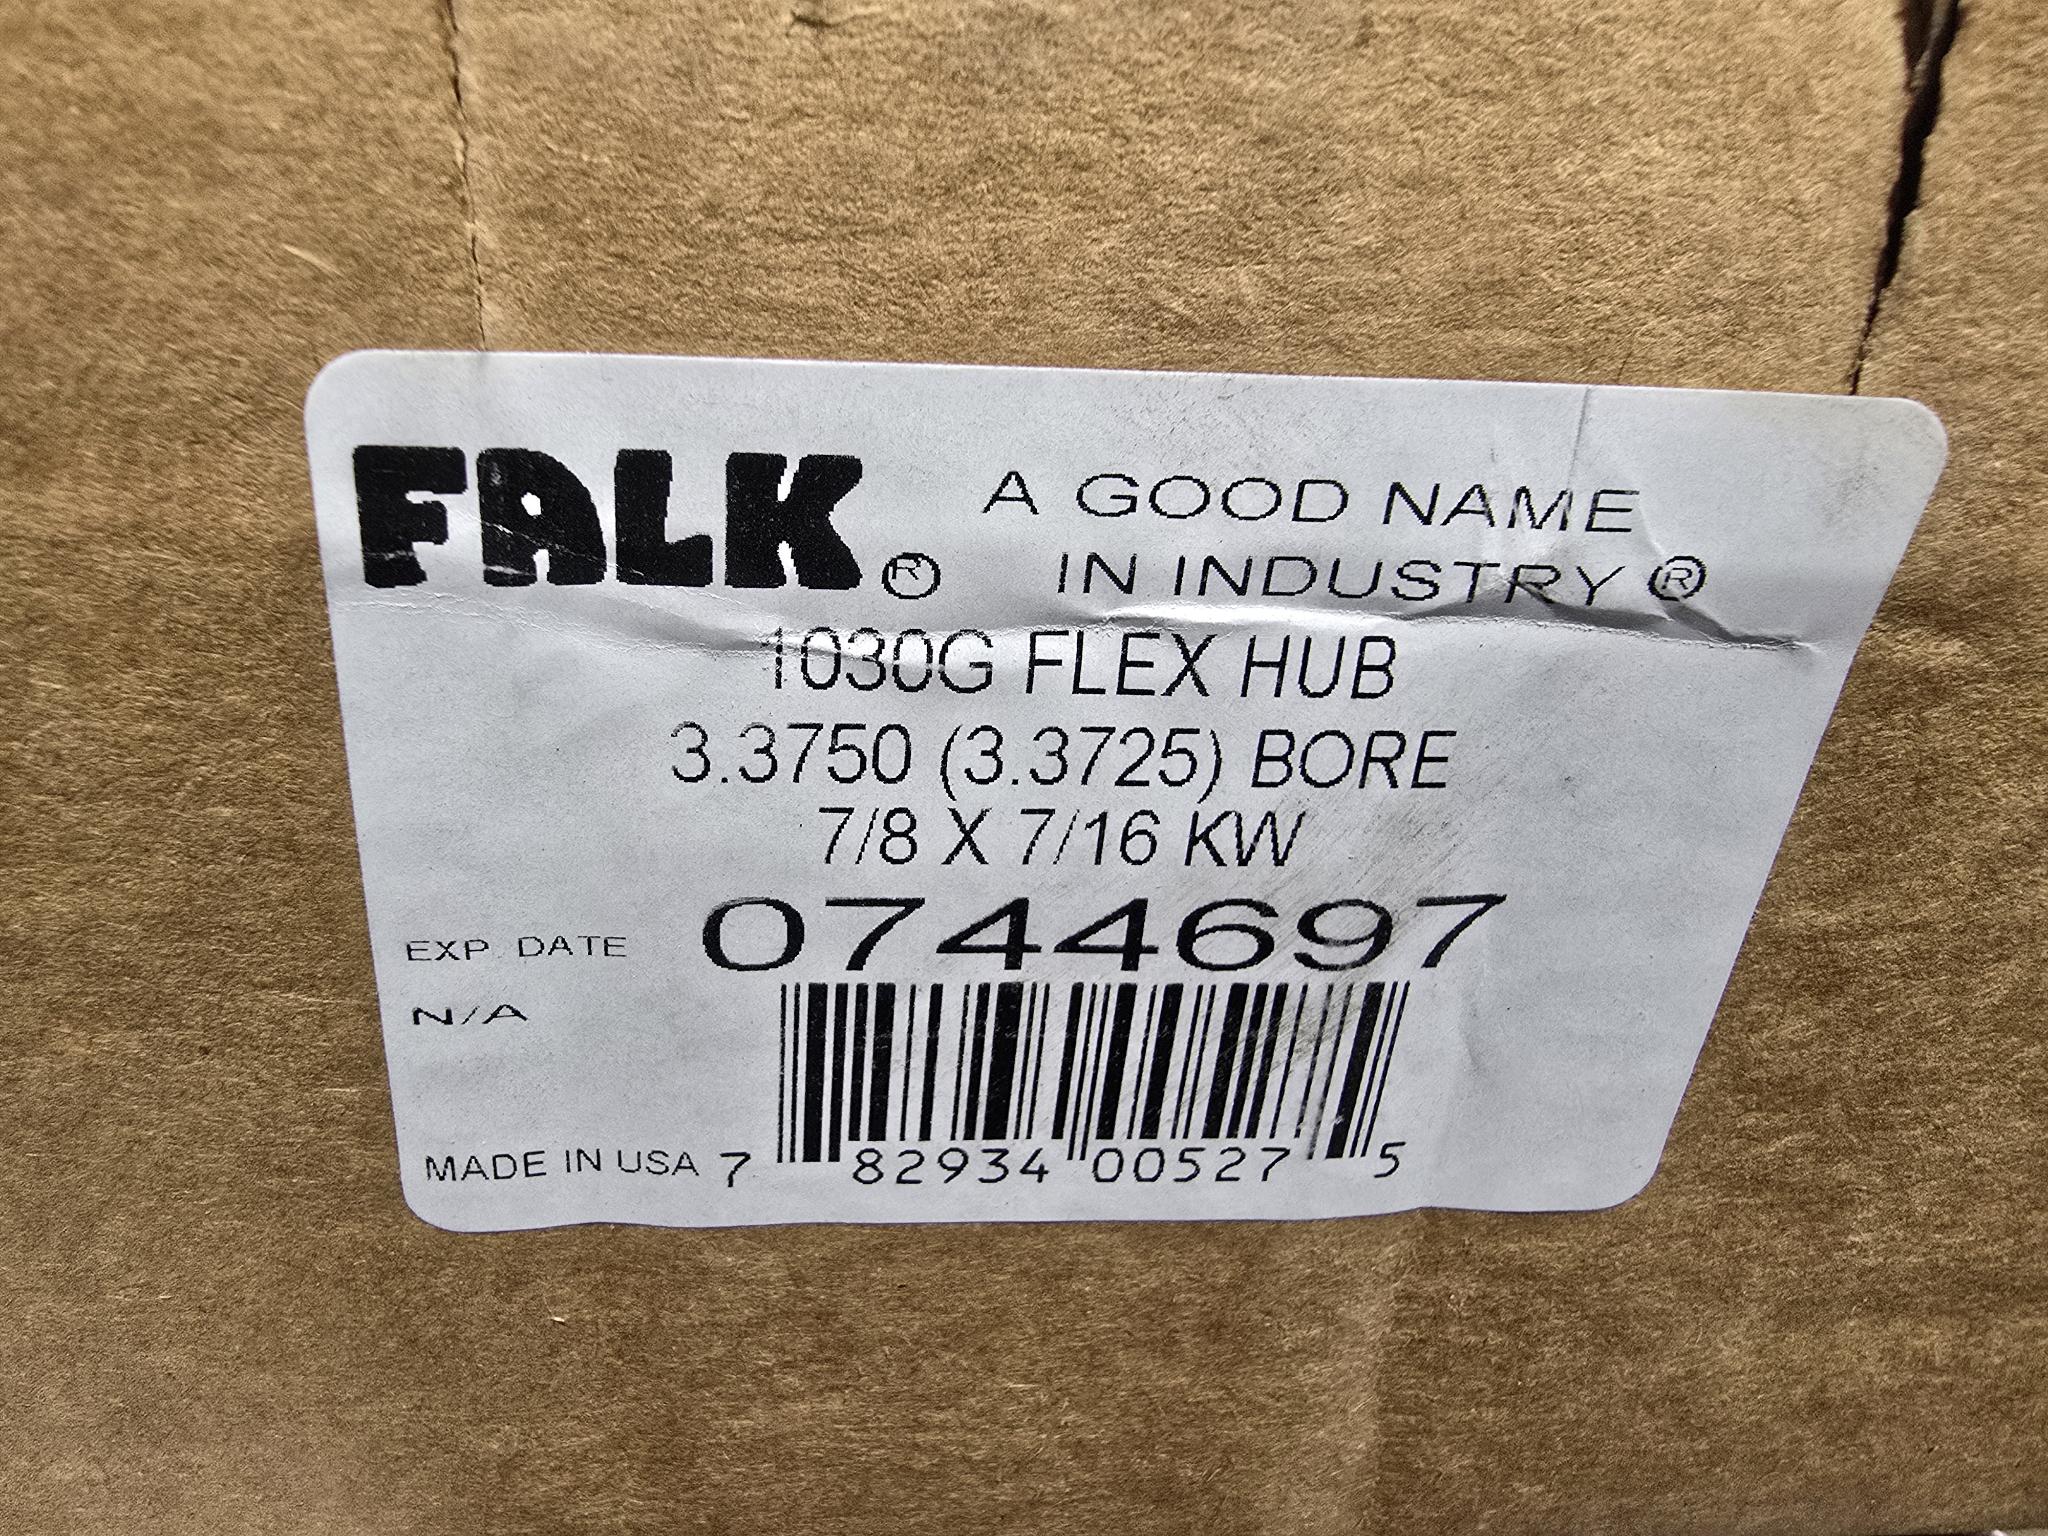 FALK® A GOOD NAME
IN INDUSTRY®
1030G FLEX HUB
3.3750 (3.3725) BORE
7/8 X 7/16 KW
0744697
EXP. DATE
N/A
MADE IN USA
7 82934 00527 5